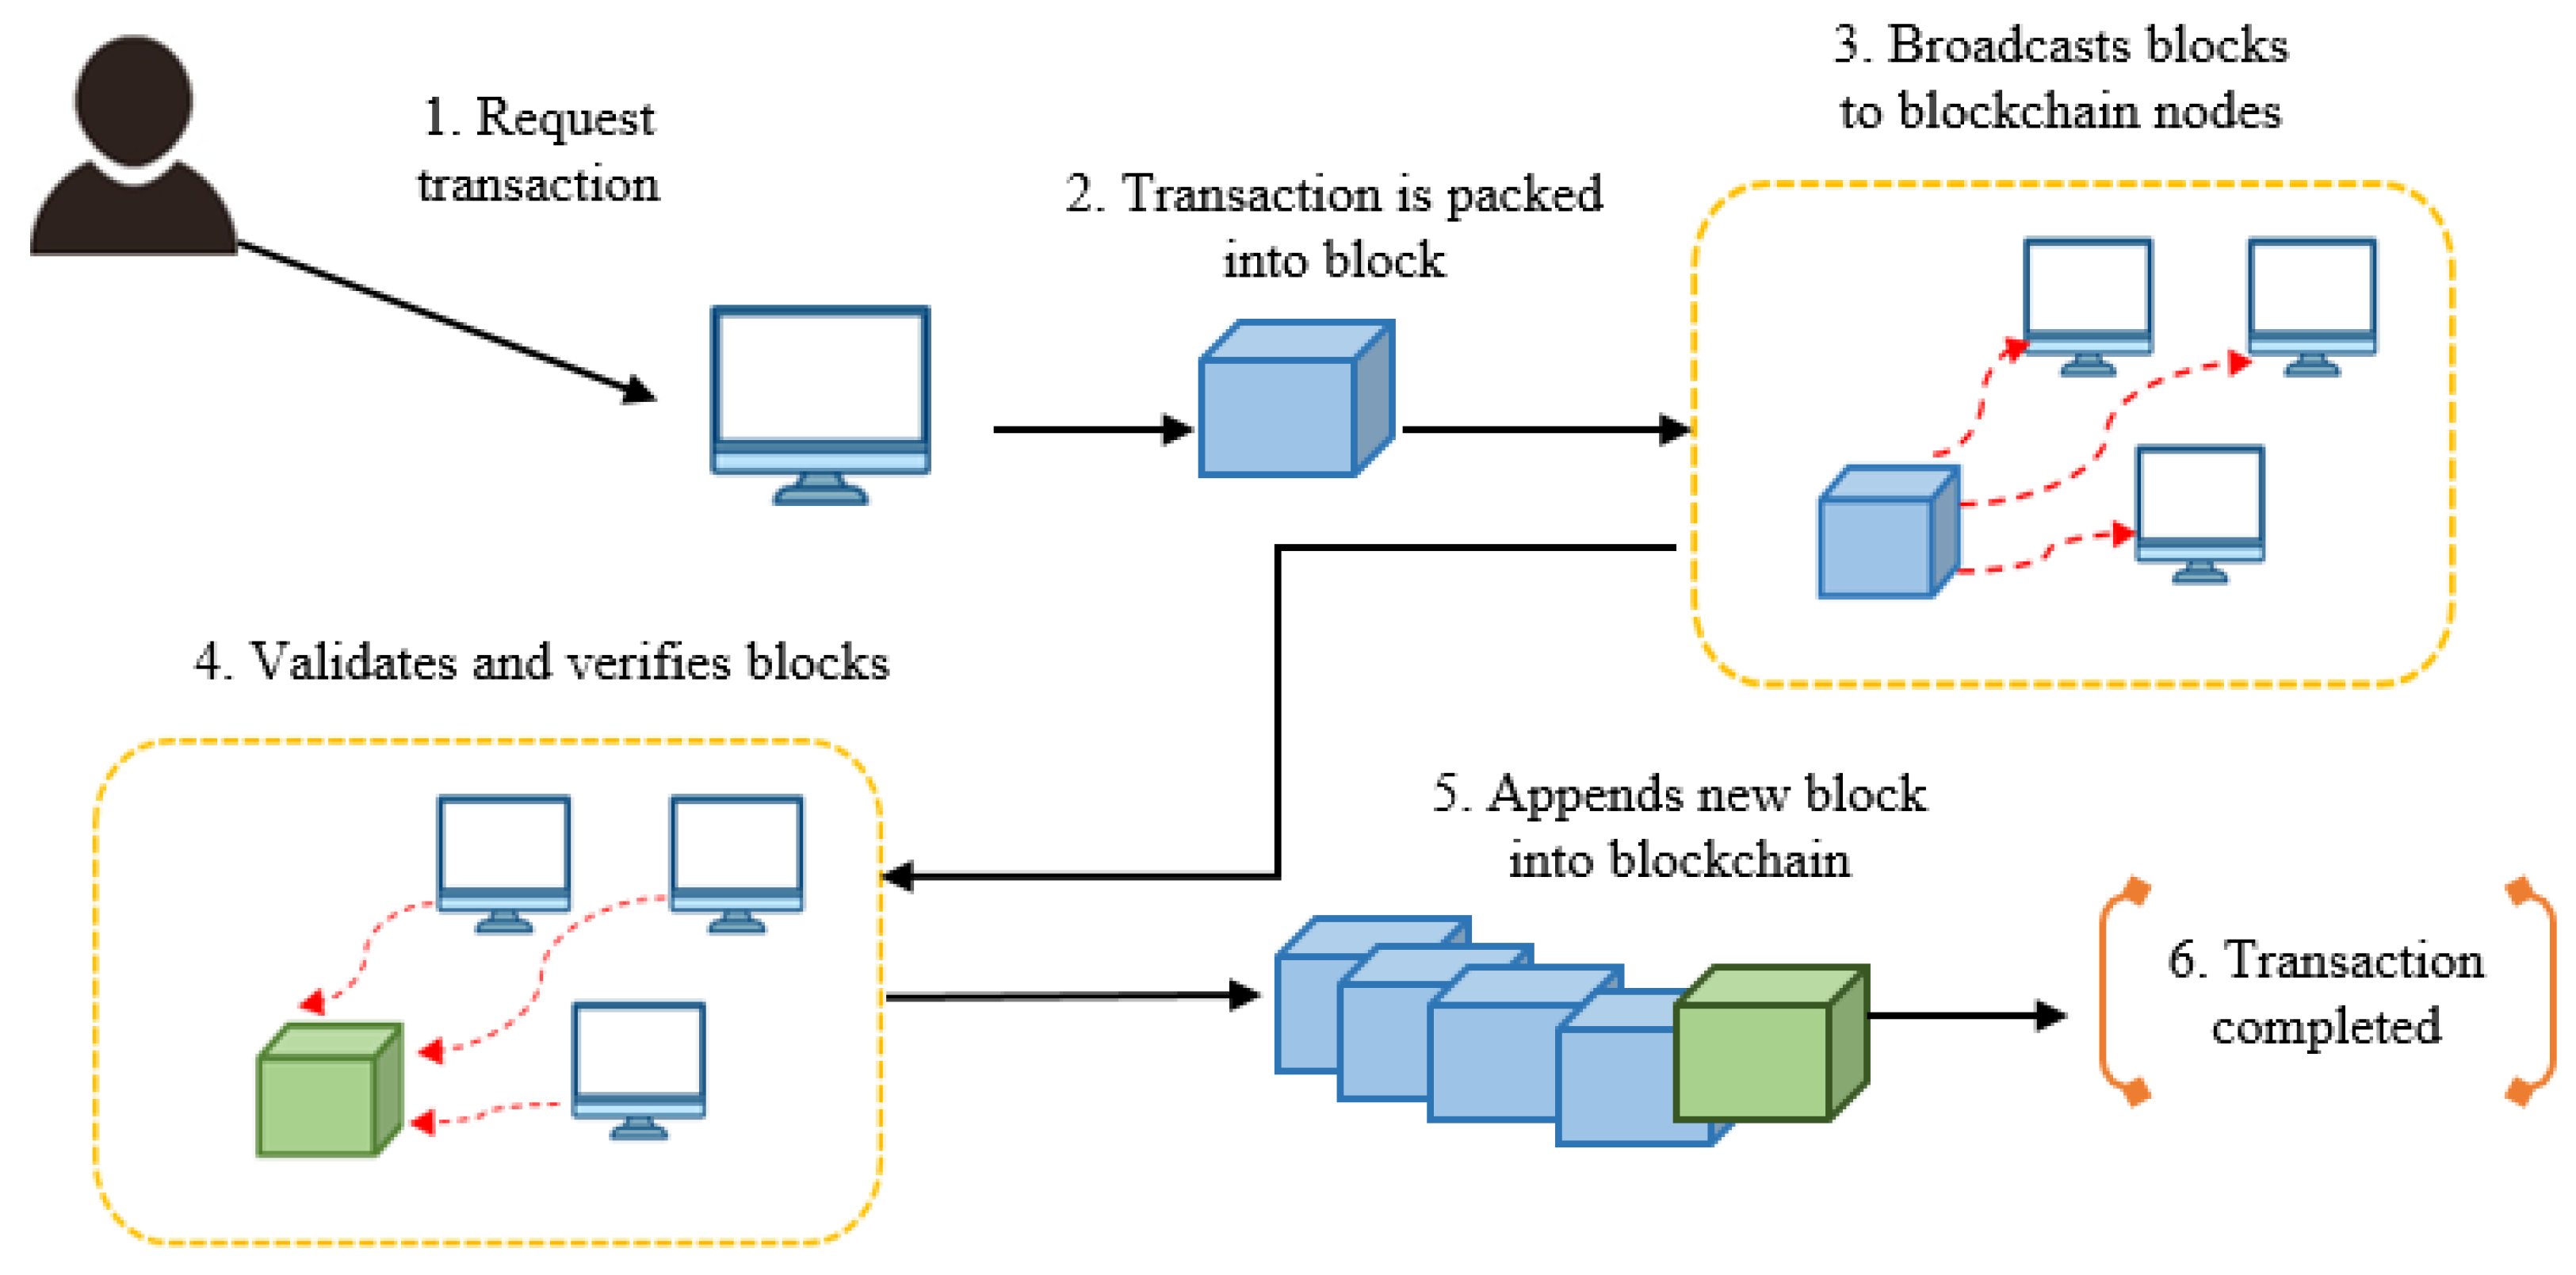 1. Request
transaction
2. Transaction is packed
into block
3. Broadcasts blocks
to blockchain nodes
4. Validates and verifies blocks
5. Appends new block
into blockchain
6. Transaction
completed